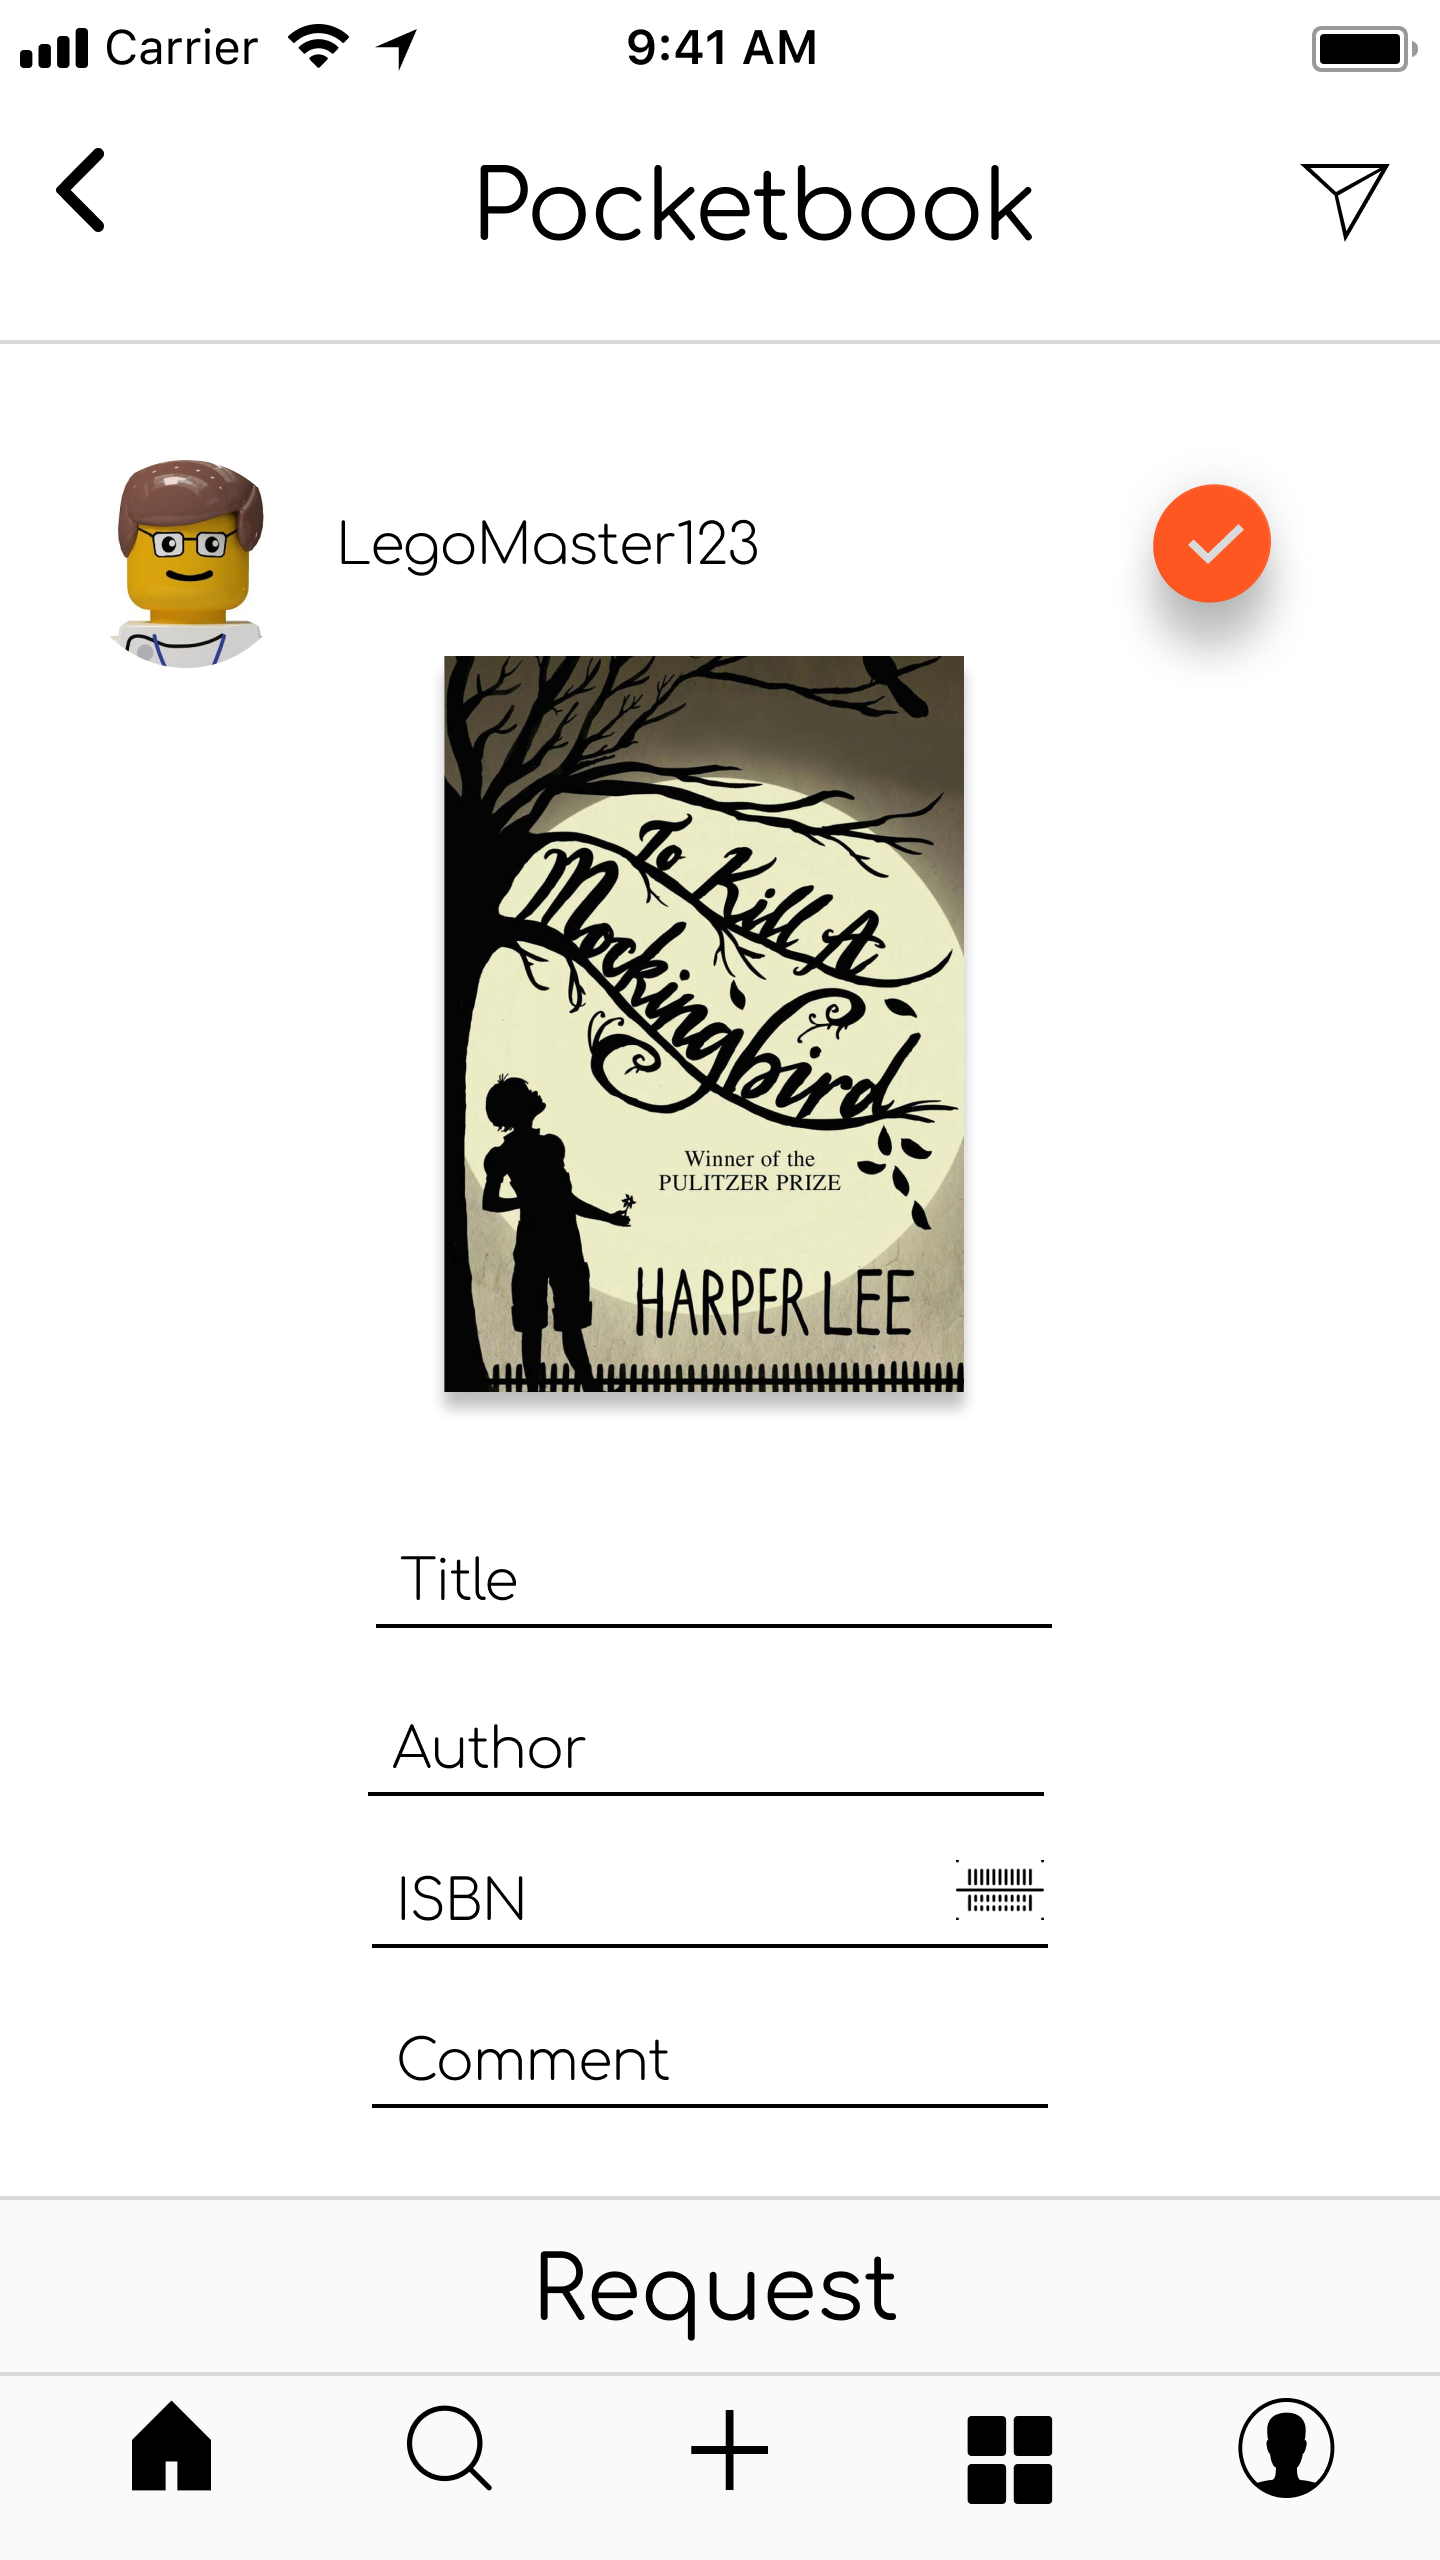 Carrier
9:41 AM
Pocketbook
LegoMaster123
To Kill A
Mockingbird
Winner of the
PULITZER PRIZE
HARPER LEE
Title
Author
ISBN
Comment
Request